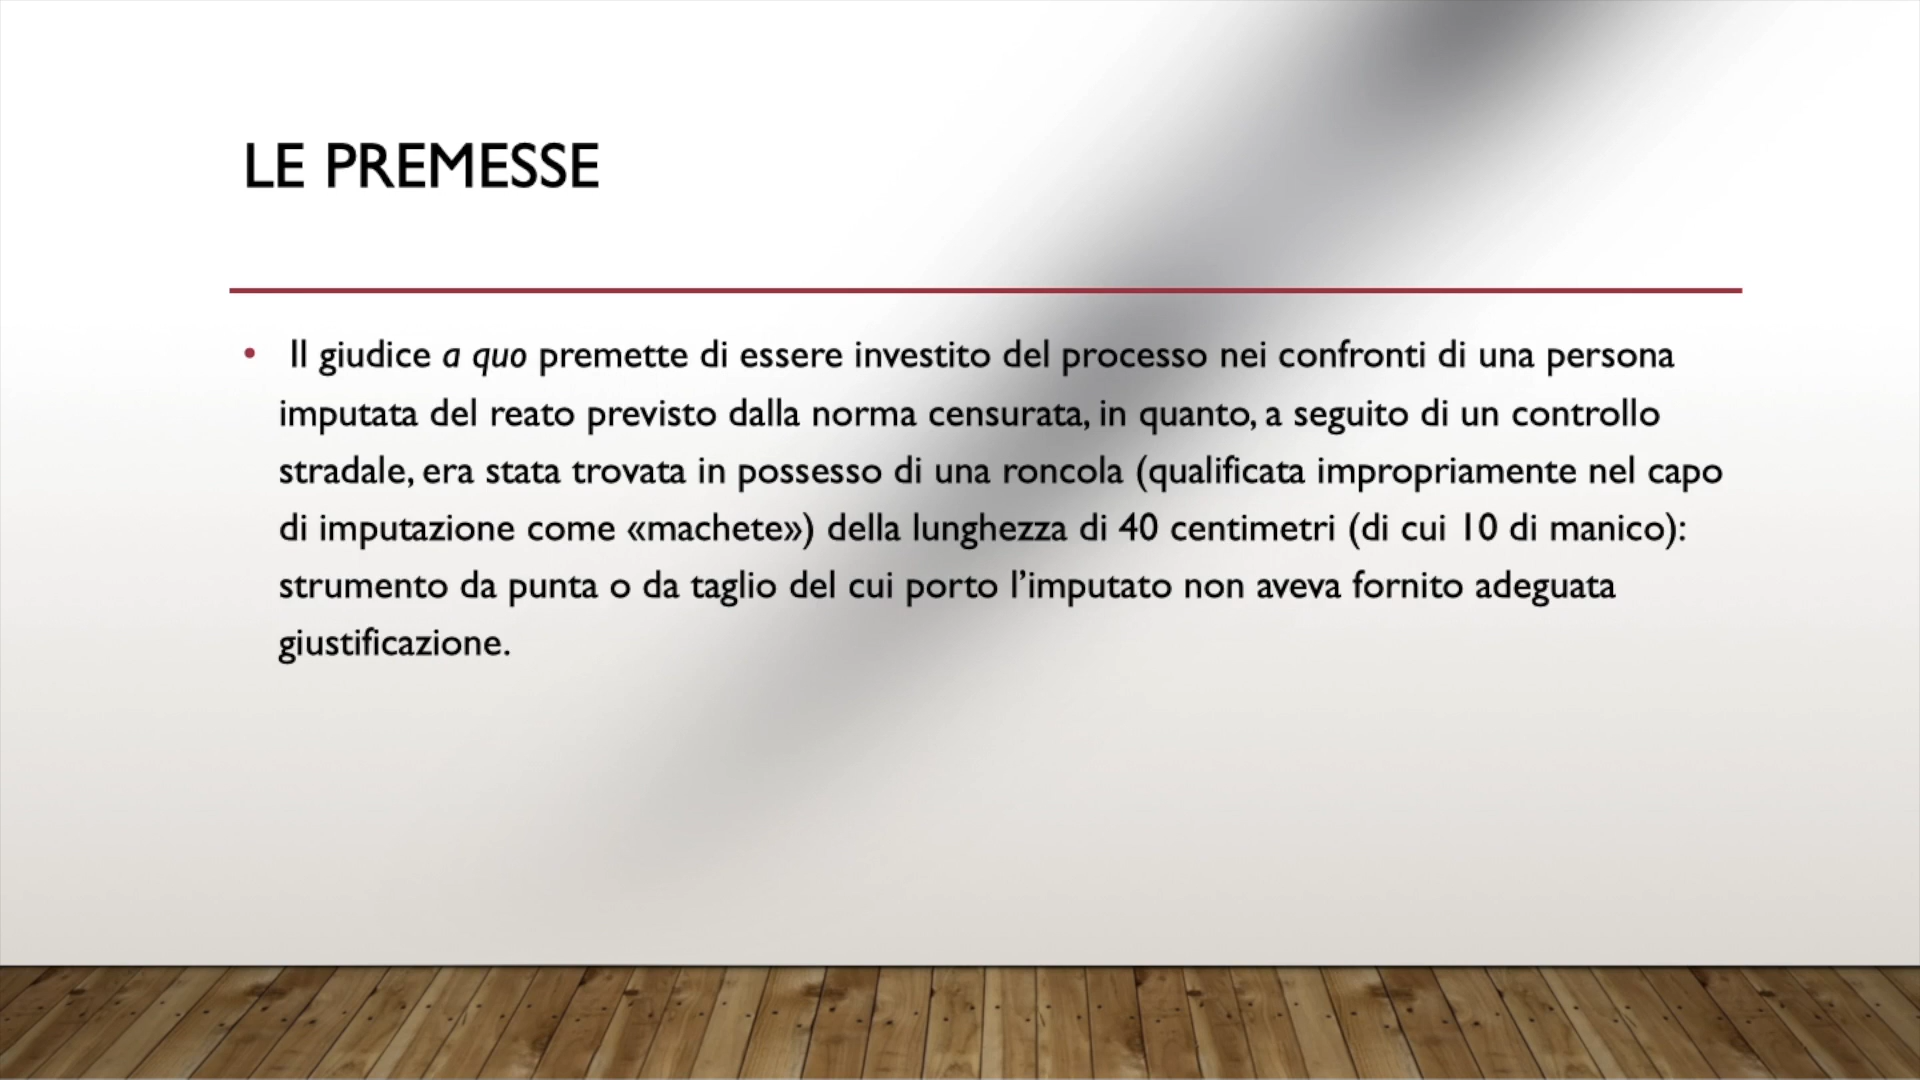 LE PREMESSE
• Il giudice a quo premette di essere investito del processo nei confronti di una persona
imputata del reato previsto dalla norma censurata, in quanto, a seguito di un controllo
stradale, era stata trovata in possesso di una roncola (qualificata impropriamente nel capo
di imputazione come «machete») della lunghezza di 40 centimetri (di cui 10 di manico):
strumento da punta o da taglio del cui porto l’imputato non aveva fornito adeguata
giustificazione.